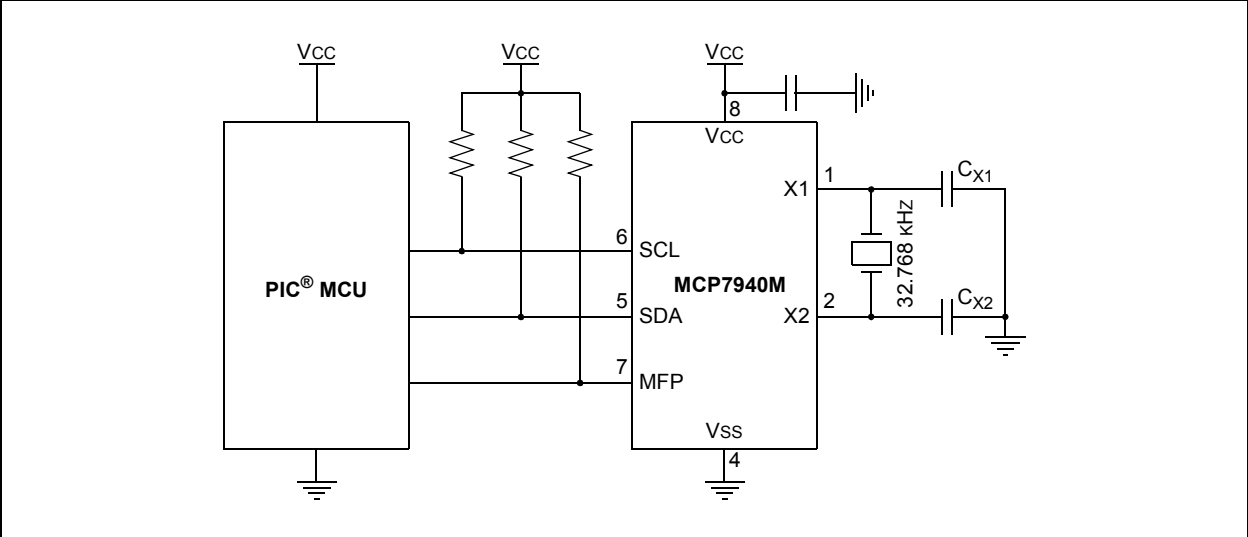 VCC
VCC
VCC
8
VCC
X1
1
CX1
32.768 KHZ
6
SCL
PIC® MCU
MCP7940M
5
SDA
X2
2
CX2
7
MFP
VSS
4